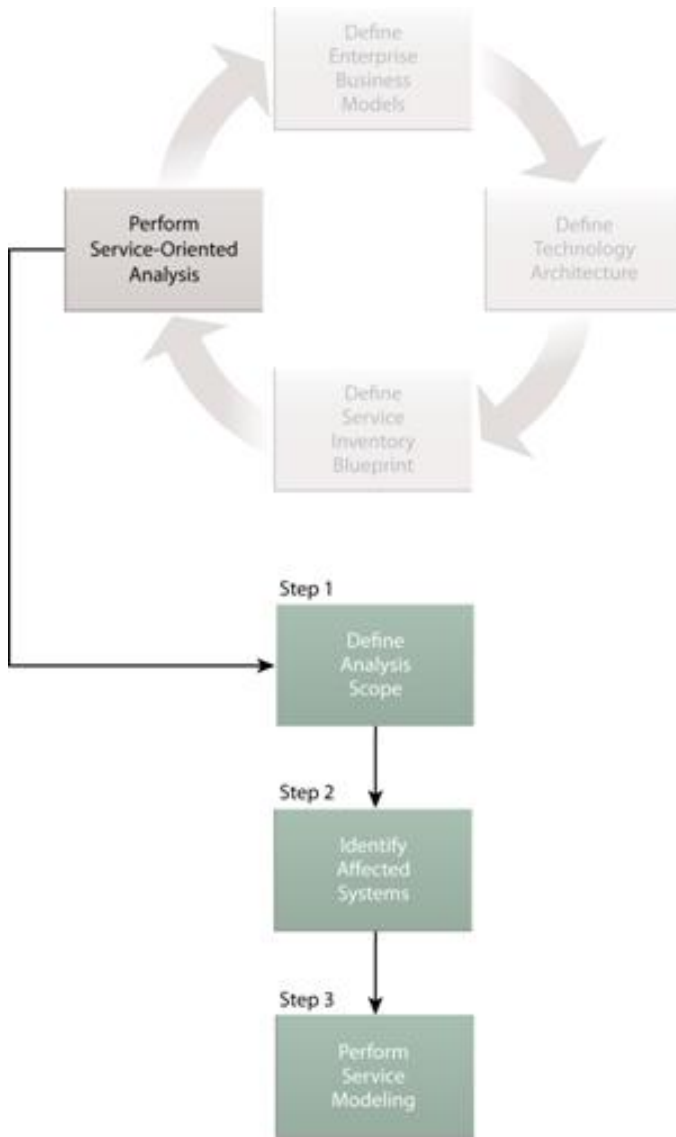 Define
Enterprise
Business
Models
Perform
Service-Oriented
Analysis
Define
Technology
Architecture
Define
Service
Inventory
Blueprint
Step 1
Define
Analysis
Scope
Step 2
Identify
Affected
Systems
Step 3
Perform
Service
Modeling